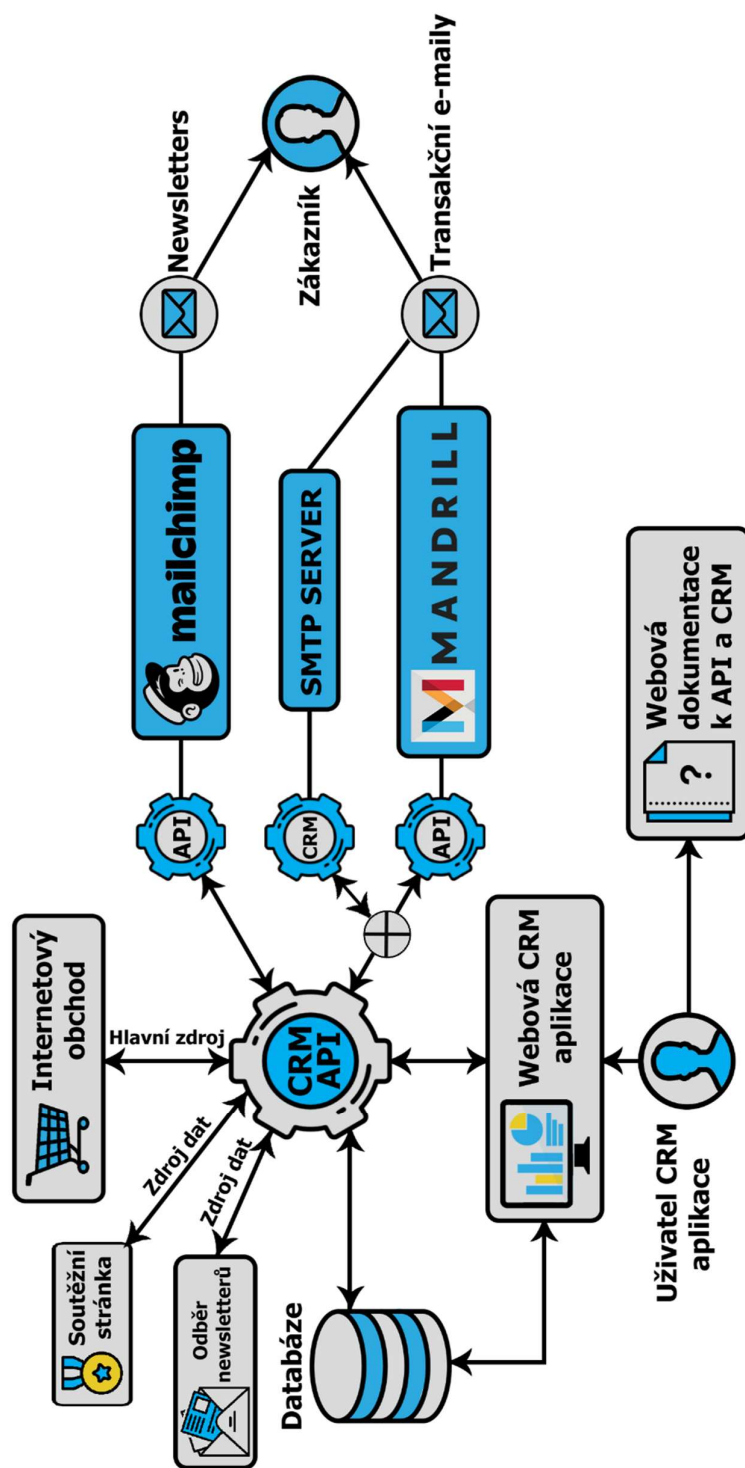 Soutěžní
stránka
Internetový
obchod
Odběr
newsletterů
Zdroj dat
Zdroj dat
Hlavní zdroj
CRM
API
Databáze
API
mailchimp
Newsletters
CRM
SMTP SERVER
Zákazník
API
M MANDRILL
Transakční e-maily
Webová CRM
aplikace
Uživatel CRM
aplikace
?
Webová
dokumentace
k API a CRM